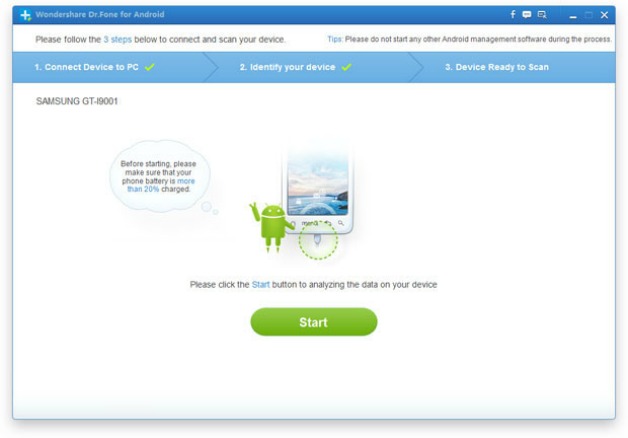 Wondershare Dr.Fone for Android
Please follow the 3 steps below to connect and scan your device.
Tips: Please do not start any other Android management software during the process.
1. Connect Device to PC
2. Identify your device
3. Device Ready to Scan
SAMSUNG GT-I9001
Before starting, please
make sure that your
phone battery is more
than 20% charged.
Please click the Start button to analyzing the data on your device
Start